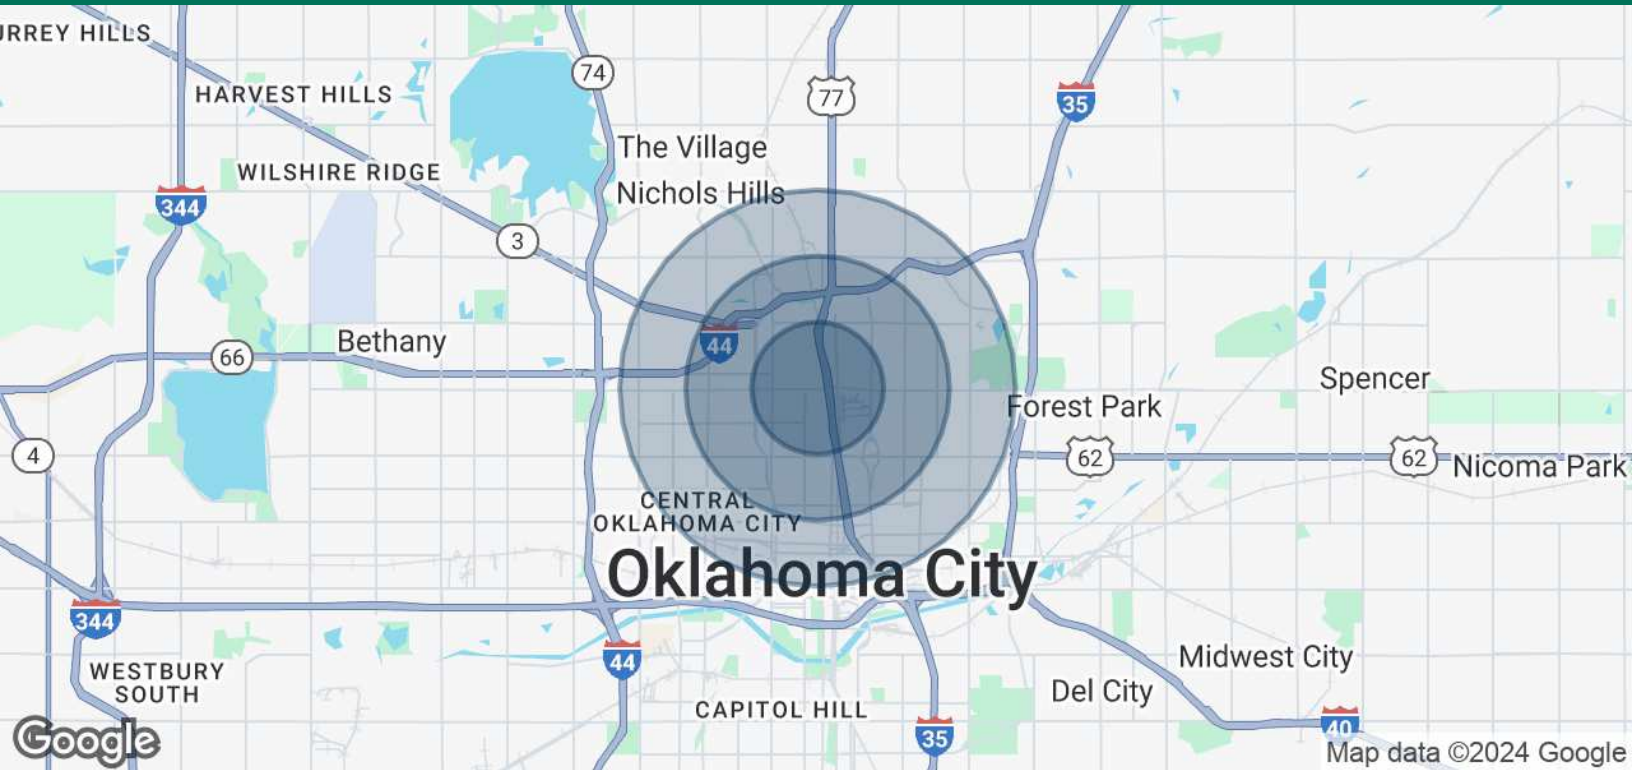 URREY HILLS
74
77
35
HARVEST HILLS
The Village
WILSHIRE RIDGE
Nichols Hills
344
3
Bethany
44
66
Spencer
Forest Park
4
62
62
Nicoma Park
CENTRAL
OKLAHOMA CITY
Oklahoma City
344
44
WESTBURY
SOUTH
Midwest City
Del City
CAPITOL HILL
35
40
Google
Map data ©2024 Google